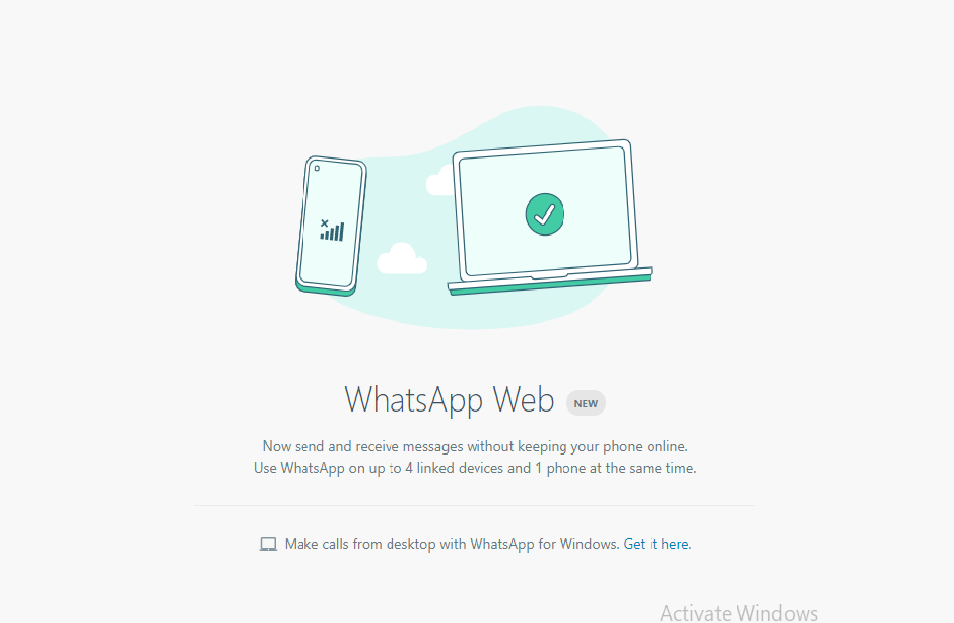 WhatsApp Web NEW
Now send and receive messages without keeping your phone online.
Use WhatsApp on up to 4 linked devices and 1 phone at the same time.
Make calls from desktop with WhatsApp for Windows. Get it here.
Activate Windows